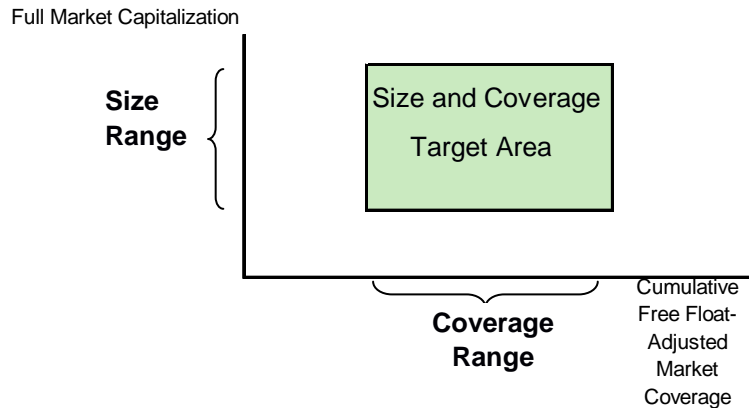 Full Market Capitalization
Size
Range
Size and Coverage
Target Area
Coverage
Range
Cumulative
Free Float-
Adjusted
Market
Coverage